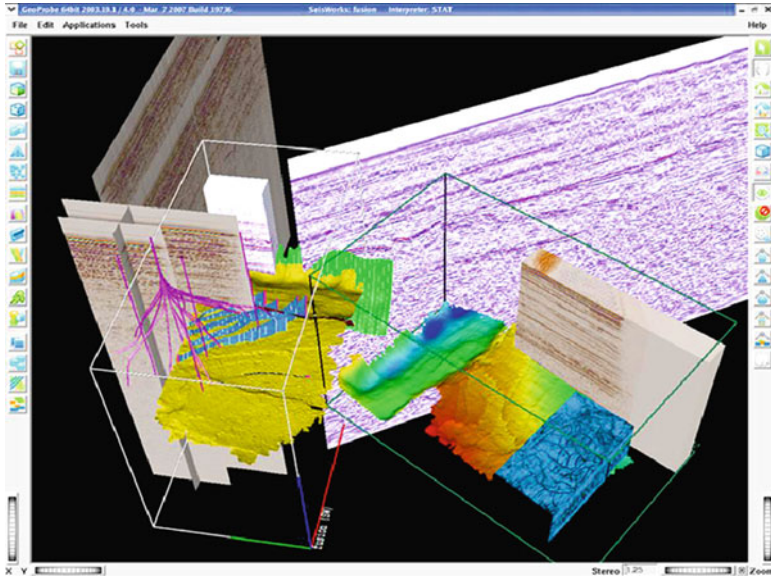 GeoProbe 64bit 2003.19.1 / 4.0 - Mar 7 2007 Build 19736 SeisWorks: fusion Interpreter: STAT
File Edit Applications Tools Help
X Y Stereo 3.25 Zoom